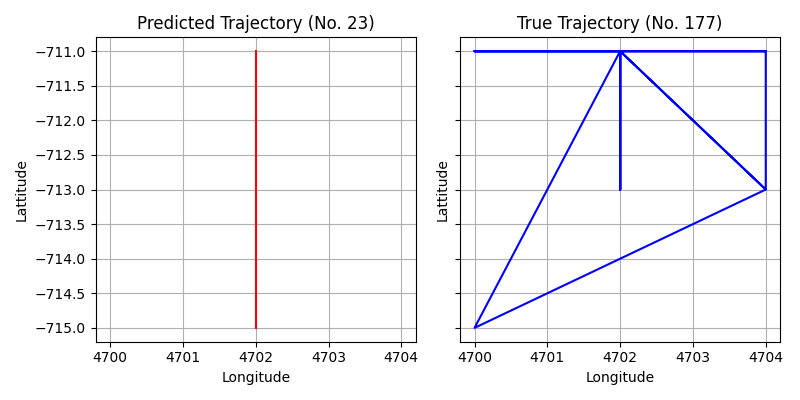 Predicted Trajectory (No. 23)
−711.0
−711.5
−712.0
−712.5
−713.0
−713.5
−714.0
−714.5
−715.0
Lattitude
4700 4701 4702 4703 4704
Longitude
True Trajectory (No. 177)
Lattitude
4700 4701 4702 4703 4704
Longitude